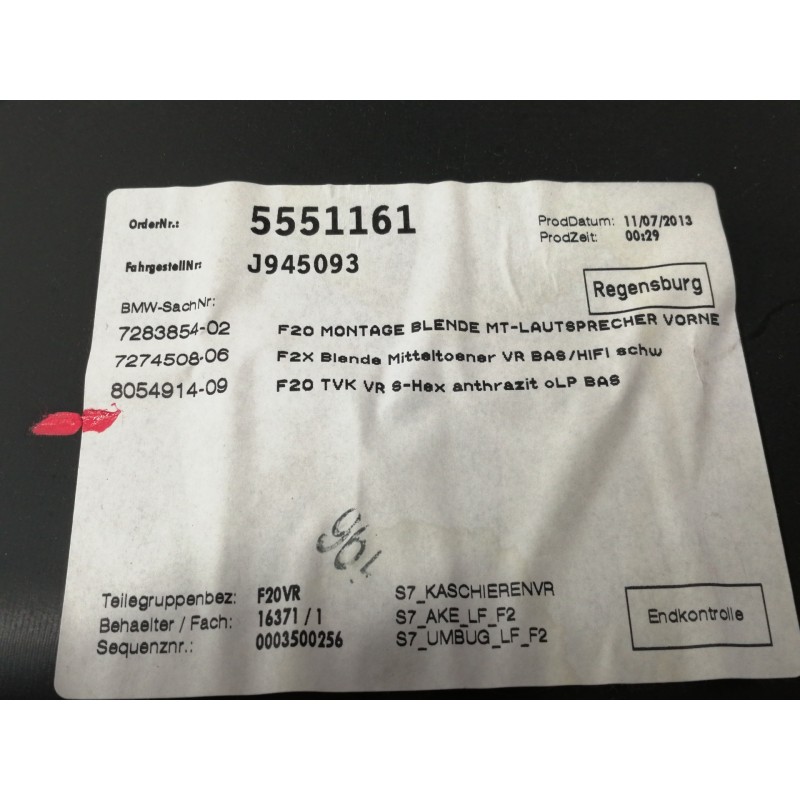 OrderNr.: 5551161 ProdDatum: 11/07/2013
ProdZeit: 00:29
FahrgestellNr: J945093
Regensburg
BMW-SachNr:
7283854-02 F20 MONTAGE BLENDE MT-LAUTSPRECHER VORNE
7274508-06 F2X Blende Mitteltoener VR BAS/HIFI schw
8054914-09 F20 TVK VR S-Hex anthrazit oLP BAS
Teilegruppenbez: F20VR S7_KASCHIERENVR
Behaelter / Fach: 16371 / 1 S7_AKE_LF_F2
Sequenznr.: 0003500256 S7_UMBUG_LF_F2
Endkontrolle